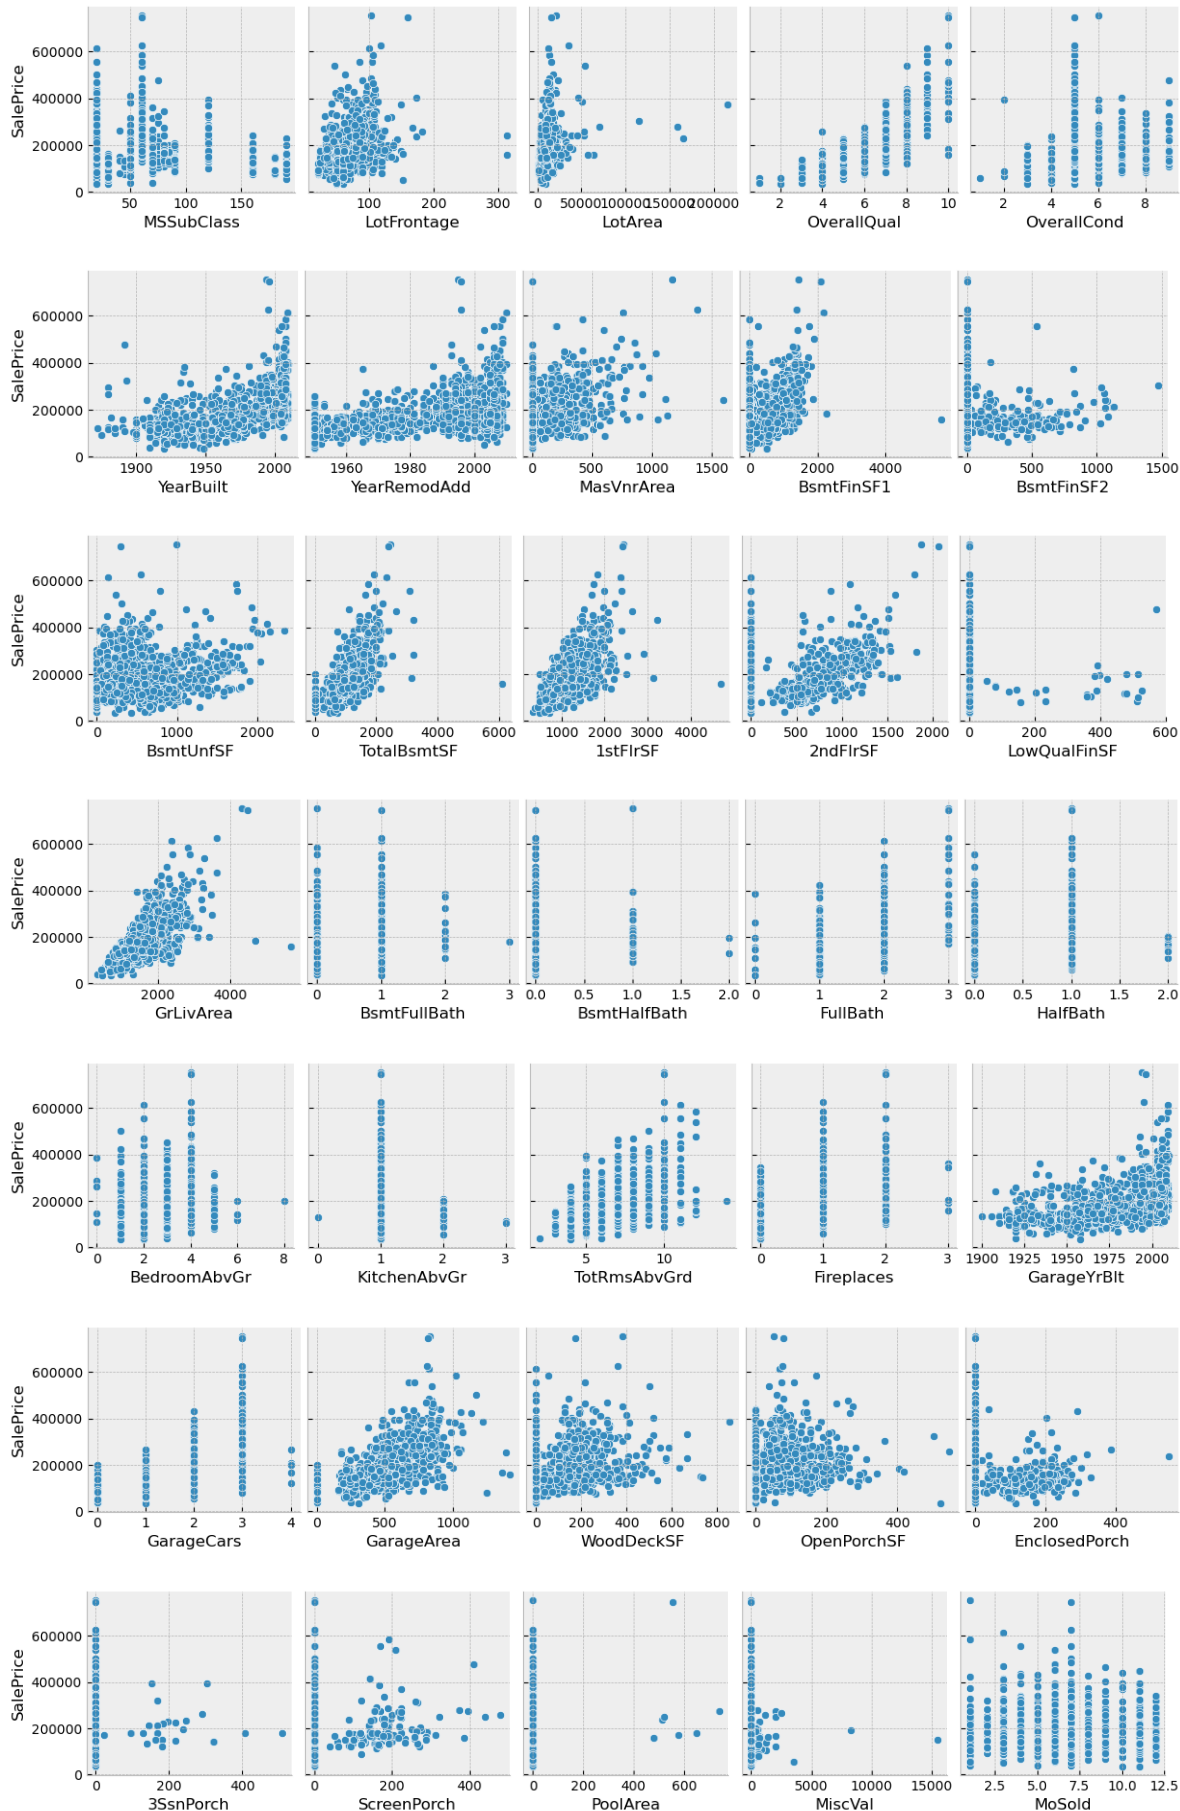 SalePrice
600000
400000
200000
0
50 100 150
0 100 200 300
0 50000 100000 150000 200000
2 4 6 8 10
2 4 6 8
MSSubClass LotFrontage LotArea OverallQual OverallCond
SalePrice
600000
400000
200000
0
1900 1950 2000
1960 1980 2000
0 500 1000 1500
0 2000 4000
0 500 1000 1500
YearBuilt YearRemodAdd MasVnrArea BsmtFinSF1 BsmtFinSF2
SalePrice
600000
400000
200000
0
0 1000 2000
0 2000 4000 6000
1000 2000 3000 4000
0 500 1000 1500 2000
0 200 400 600
BsmtUnfSF TotalBsmtSF 1stFlrSF 2ndFlrSF LowQualFinSF
SalePrice
600000
400000
200000
0
2000 4000
0 1 2 3
0.0 0.5 1.0 1.5 2.0
0 1 2 3
0.0 0.5 1.0 1.5 2.0
GrLivArea BsmtFullBath BsmtHalfBath FullBath HalfBath
SalePrice
600000
400000
200000
0
0 2 4 6 8
0 1 2 3
5 10
0 1 2 3
1900 1925 1950 1975 2000
BedroomAbvGr KitchenAbvGr TotRmsAbvGrd Fireplaces GarageYrBlt
SalePrice
600000
400000
200000
0
0 1 2 3 4
0 500 1000
0 200 400 600 800
0 200 400
0 200 400
GarageCars GarageArea WoodDeckSF OpenPorchSF EnclosedPorch
SalePrice
600000
400000
200000
0
0 200 400
0 200 400
0 200 400 600
0 5000 10000 15000
2.5 5.0 7.5 10.0 12.5
3SsnPorch ScreenPorch PoolArea MiscVal MoSold